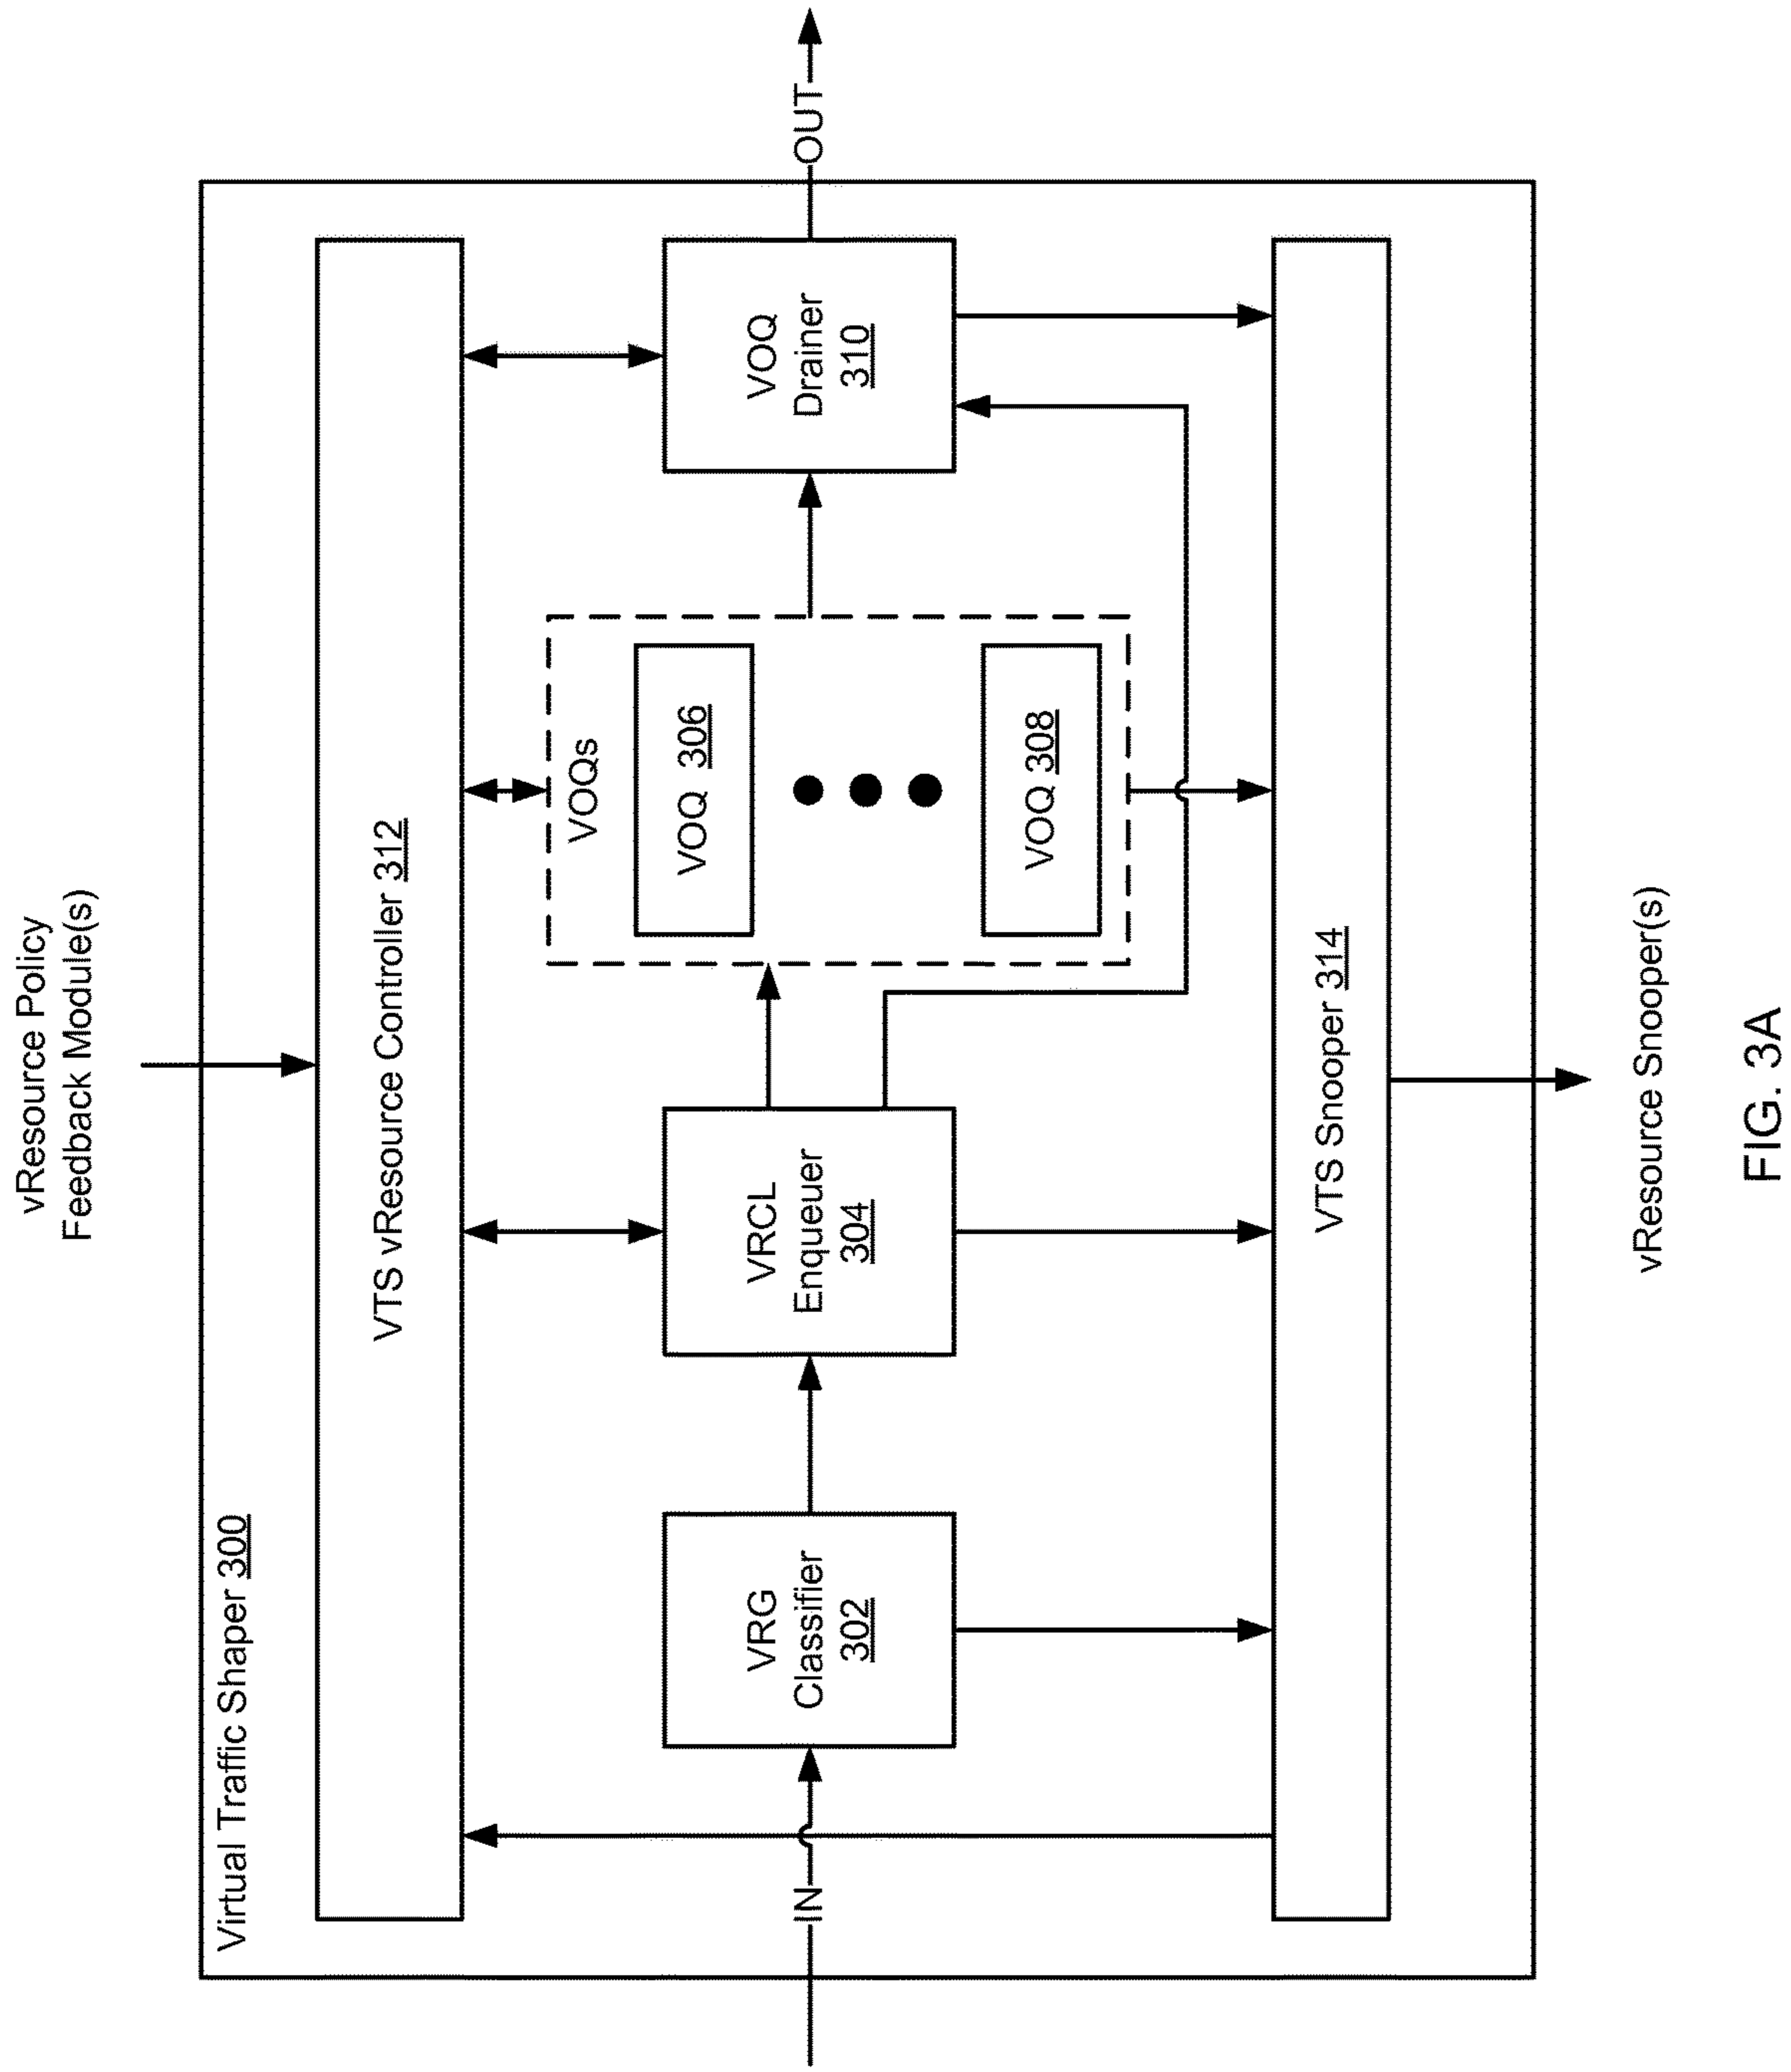 vResource Policy
Feedback Module(s)
Virtual Traffic Shaper 300
VTS vResource Controller 312
IN
VRG
Classifier
302
VRCL
Enqueuer
304
VOQs
VOQ 306
VOQ 308
VOQ
Drainer
310
OUT
VTS Snooper 314
vResource Snooper(s)
FIG. 3A